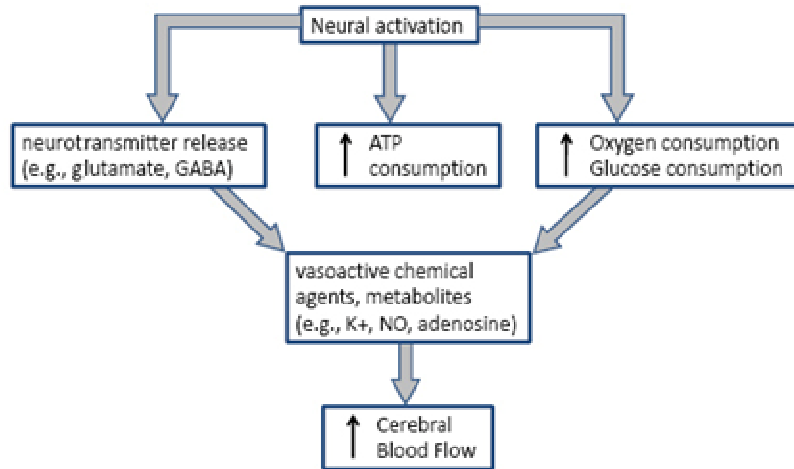 Neural activation
neurotransmitter release
(e.g., glutamate, GABA)
ATP
consumption
Oxygen consumption
Glucose consumption
vasoactive chemical
agents, metabolites
(e.g., K+, NO, adenosine)
Cerebral
Blood Flow